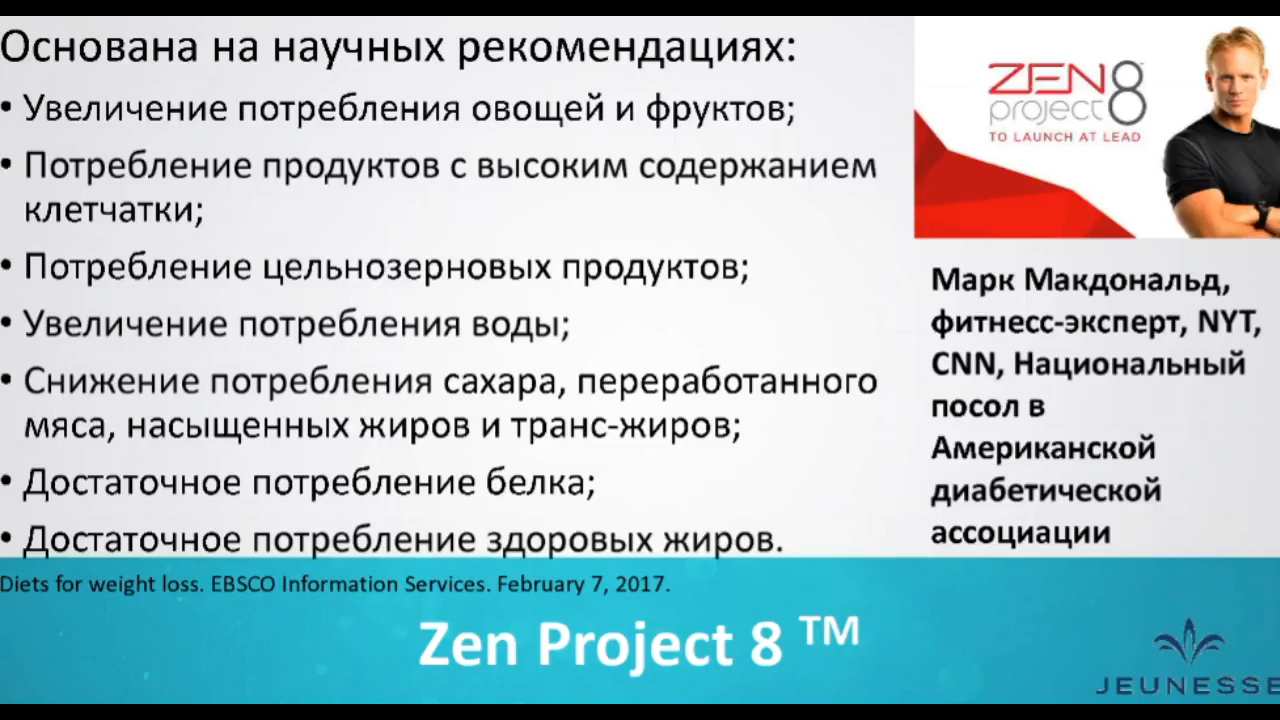 Основана на научных рекомендациях:
• Увеличение потребления овощей и фруктов;
• Потребление продуктов с высоким содержанием
клетчатки;
• Потребление цельнозерновых продуктов;
• Увеличение потребления воды;
• Снижение потребления сахара, переработанного
мяса, насыщенных жиров и транс-жиров;
• Достаточное потребление белка;
• Достаточное потребление здоровых жиров.
Diets for weight loss. EBSCO Information Services. February 7, 2017.
ZEN
project 8
TO LAUNCH AT LEAD
Марк Макдональд,
фитнесс-эксперт, NYT,
CNN, Национальный
посол в
Американской
диабетической
ассоциации
Zen Project 8 ™
JEUNESSE